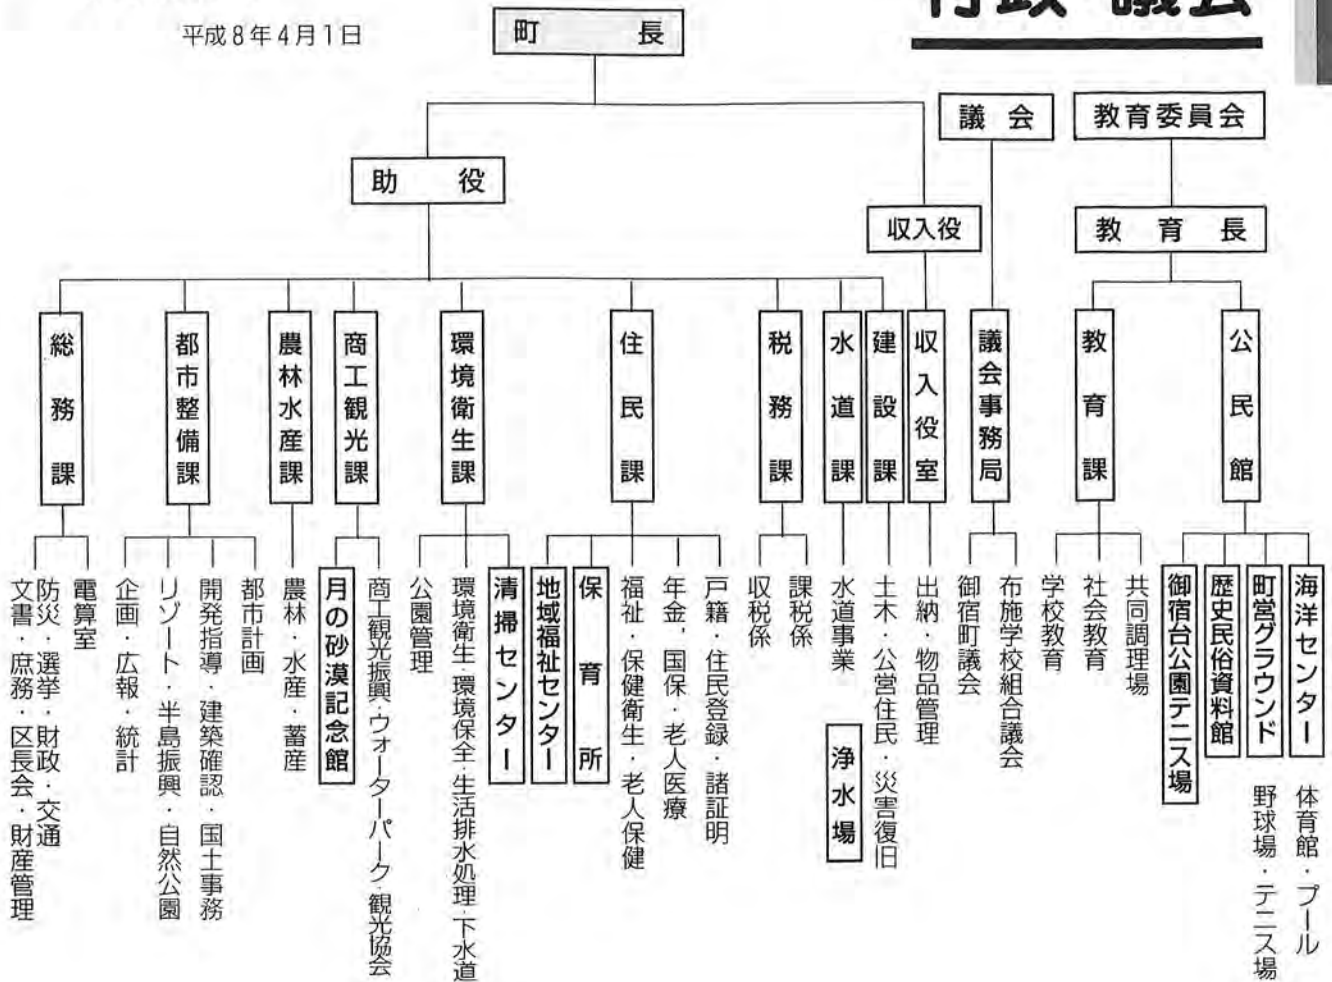 行政・議会
平成8年4月1日
町長
議会
教育委員会
助役
収入役
教育長
総務課
都市整備課
農林水産課
商工観光課
環境衛生課
住民課
税務課
水道課
建設課
収入役室
議会事務局
教育課
公民館
文書・庶務・区長会・財産管理
防災・選挙・財政・交通
電算室
企画・広報・統計
リゾート・半島振興・自然公園
開発指導・建築確認・国土事務
都市計画
農林・水産・蓄産
月の砂漠記念館
商工観光振興・ウォーターパーク・観光協会
公園管理
環境衛生・環境保全・生活排水処理・下水道
清掃センター
地域福祉センター
保育所
福祉・保健衛生・老人保健
年金，国保・老人医療
戸籍・住民登録・諸証明
収税係
課税係
水道事業
浄水場
土木・公営住民・災害復旧
出納・物品管理
御宿町議会
布施学校組合議会
学校教育
社会教育
共同調理場
御宿台公園テニス場
歴史民俗資料館
町営グラウンド
野球場・テニス場
海洋センター
体育館・プール